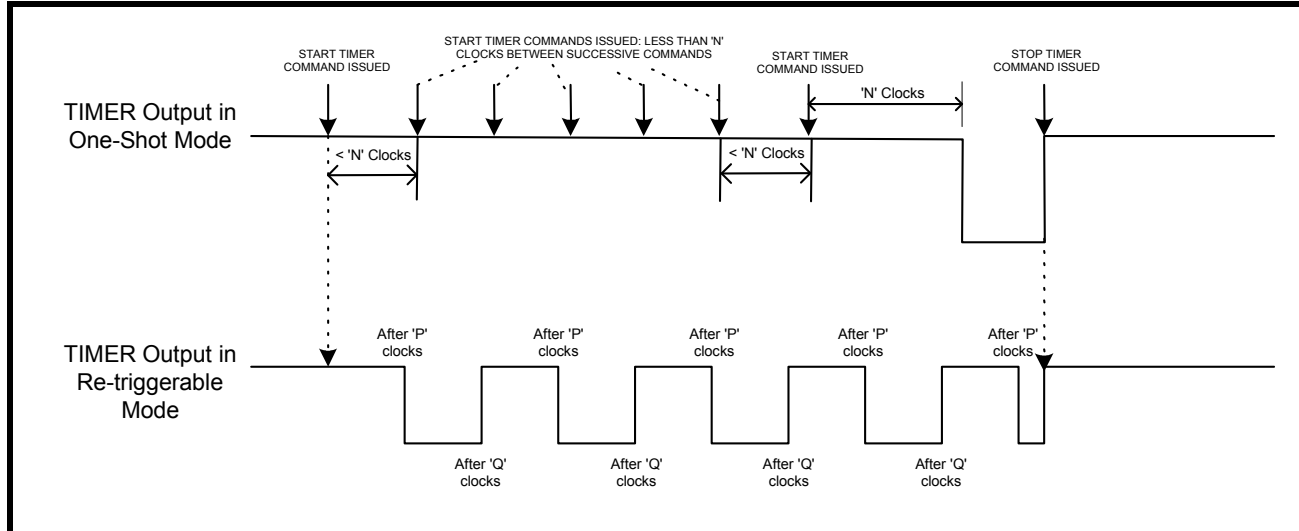 START TIMER
COMMAND ISSUED
START TIMER COMMANDS ISSUED: LESS THAN 'N'
CLOCKS BETWEEN SUCCESSIVE COMMANDS
START TIMER
COMMAND ISSUED
STOP TIMER
COMMAND ISSUED
'N' Clocks
TIMER Output in
One-Shot Mode
< 'N' Clocks
< 'N' Clocks
After 'P'
clocks
After 'P'
clocks
After 'P'
clocks
After 'P'
clocks
After 'P'
clocks
TIMER Output in
Re-triggerable
Mode
After 'Q'
clocks
After 'Q'
clocks
After 'Q'
clocks
After 'Q'
clocks